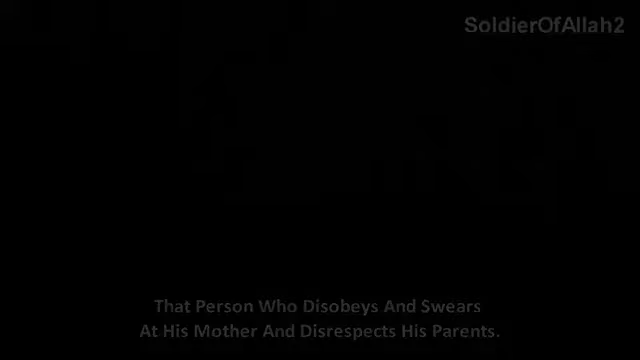 SoldierOfAllah2
That Person Who Disobeys And Swears
At His Mother And Disrespects His Parents.